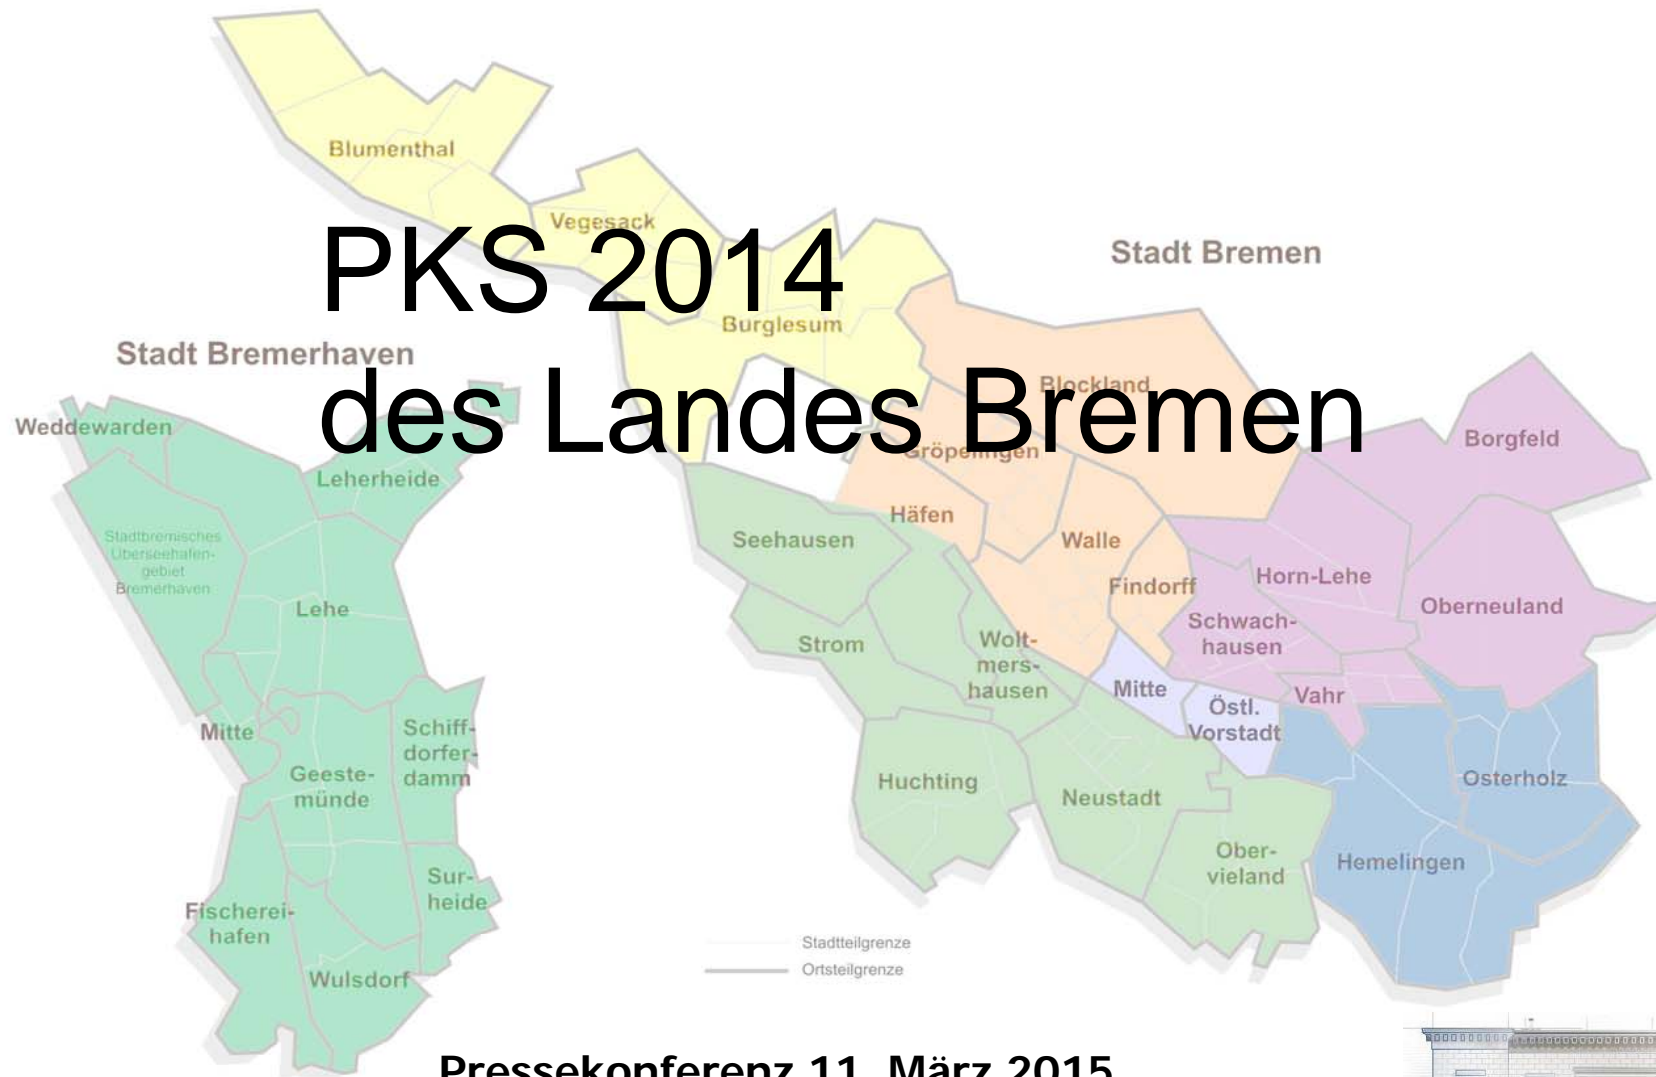 Blumenthal
Vegesack
PKS 2014
Stadt Bremen
Burglesum
Stadt Bremerhaven
des Landes Bremen
Blockland
Weddewarden
Borgfeld
Gröpelingen
Leherheide
Häfen
Stadtbremisches
Überseehafen-
gebiet
Bremerhaven
Seehausen
Walle
Horn-Lehe
Findorff
Lehe
Oberneuland
Schwach-
hausen
Strom
Wolt-
mers-
hausen
Mitte
Vahr
Östl.
Vorstadt
Mitte
Schiff-
dorfer-
damm
Geeste-
münde
Huchting
Neustadt
Osterholz
Ober-
vieland
Hemelingen
Sur-
heide
Fischerei-
hafen
Wulsdorf
Stadtteilgrenze
Ortsteilgrenze
Pressekonferenz 11. März 2015